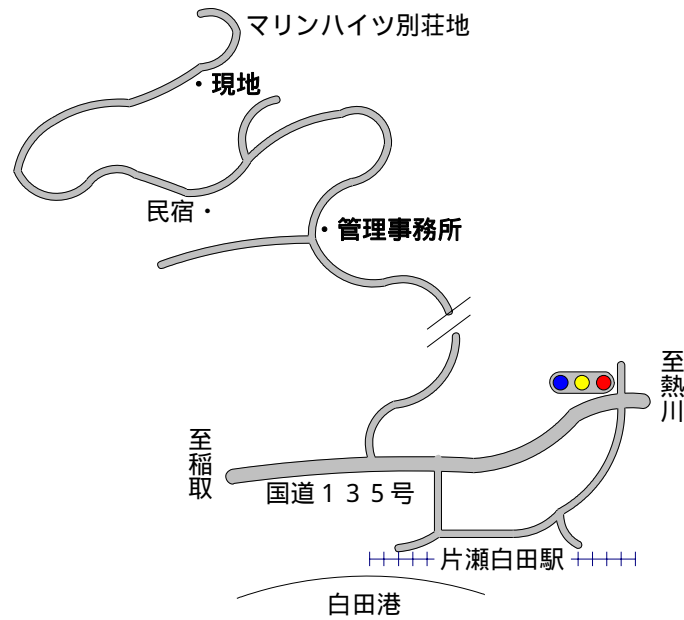 マリンハイツ別荘地
・現地
民宿・
・管理事務所
至熱川
至稲取
国道１３５号
片瀬白田駅
白田港